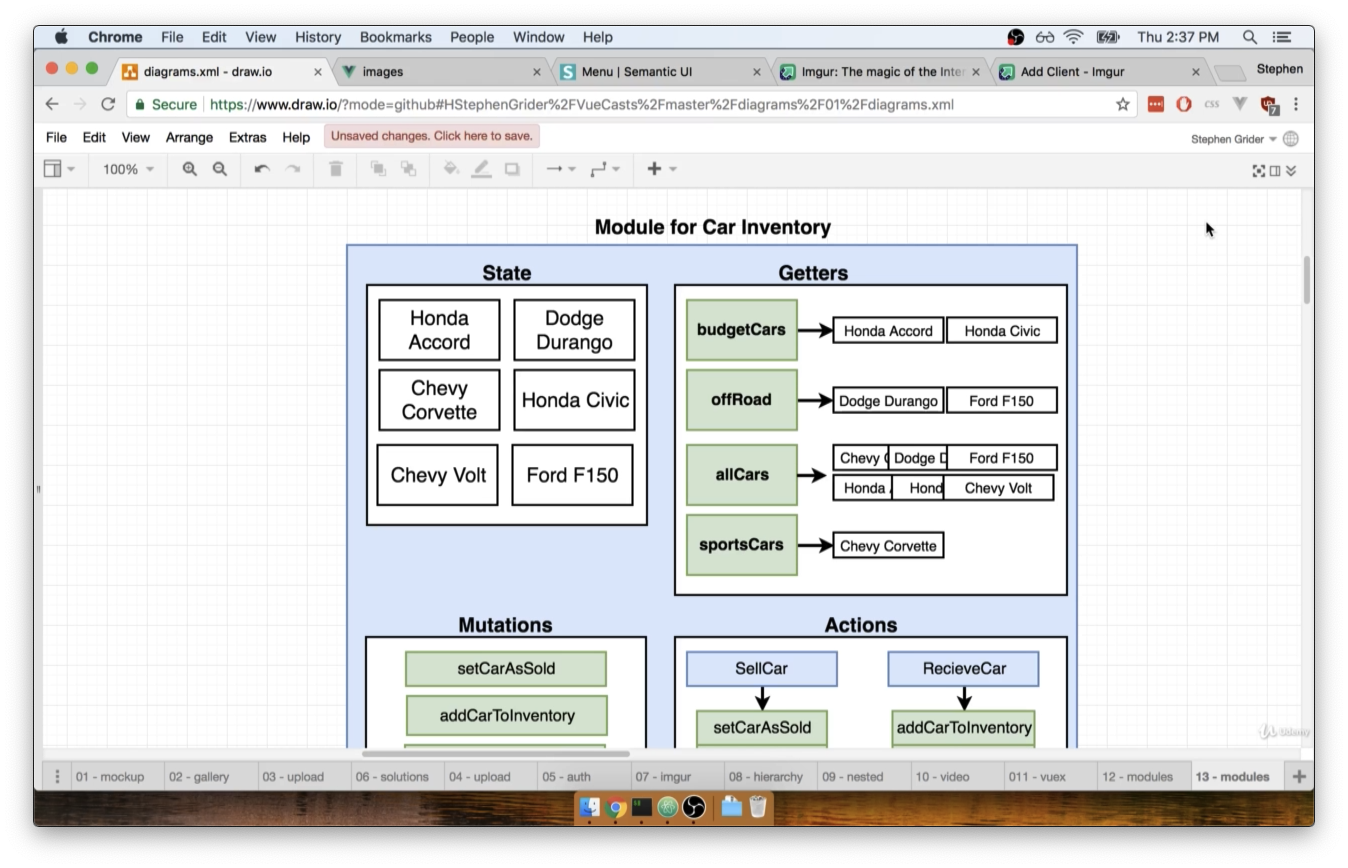 Chrome File Edit View History Bookmarks People Window Help Thu 2:37 PM
diagrams.xml - draw.io images Menu | Semantic UI Imgur: The magic of the Inter Add Client - Imgur Stephen
Secure https://www.draw.io/?mode=github#HStephenGrider%2FVueCasts%2Fmaster%2Fdiagrams%2F01%2Fdiagrams.xml CSS 7
File Edit View Arrange Extras Help Unsaved changes. Click here to save. Stephen Grider
100%
Module for Car Inventory
State
Honda
Accord
Dodge
Durango
Chevy
Corvette
Honda Civic
Chevy Volt
Ford F150
Getters
budgetCars Honda Accord Honda Civic
offRoad Dodge Durango Ford F150
allCars
Chevy Dodge D Ford F150
Honda Hond Chevy Volt
sportsCars Chevy Corvette
Mutations
setCarAsSold
addCarToInventory
Actions
SellCar RecieveCar
setCarAsSold addCarToInventory
Udemy
01 - mockup 02 - gallery 03 - upload 06 - solutions 04 - upload 05 - auth 07 - imgur 08 - hierarchy 09 - nested 10 - video 011 - vuex 12 - modules 13 - modules